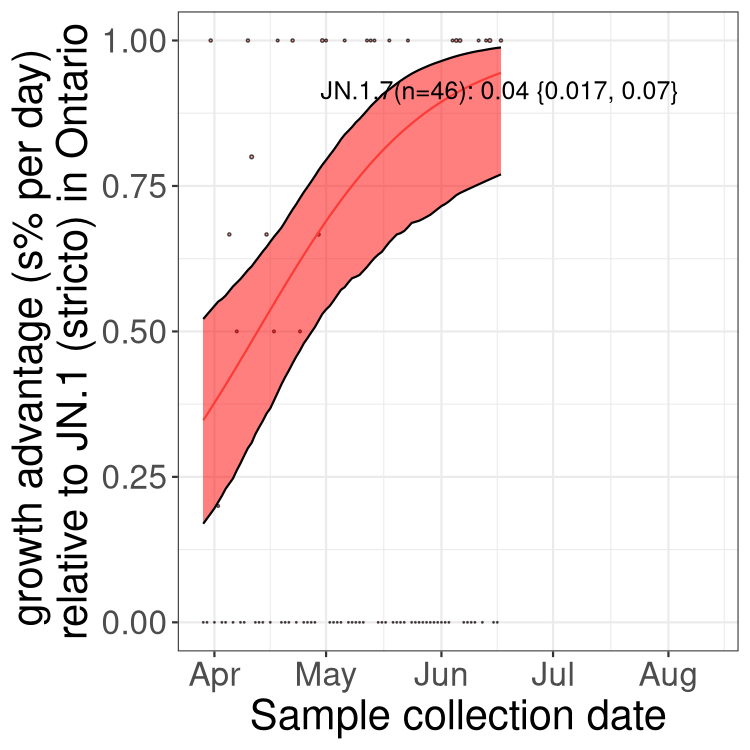 growth advantage (s% per day)
relative to JN.1 (stricto) in Ontario
1.00
0.75
0.50
0.25
0.00
JN.1.7(n=46): 0.04 {0.017, 0.07}
Apr May Jun Jul Aug
Sample collection date